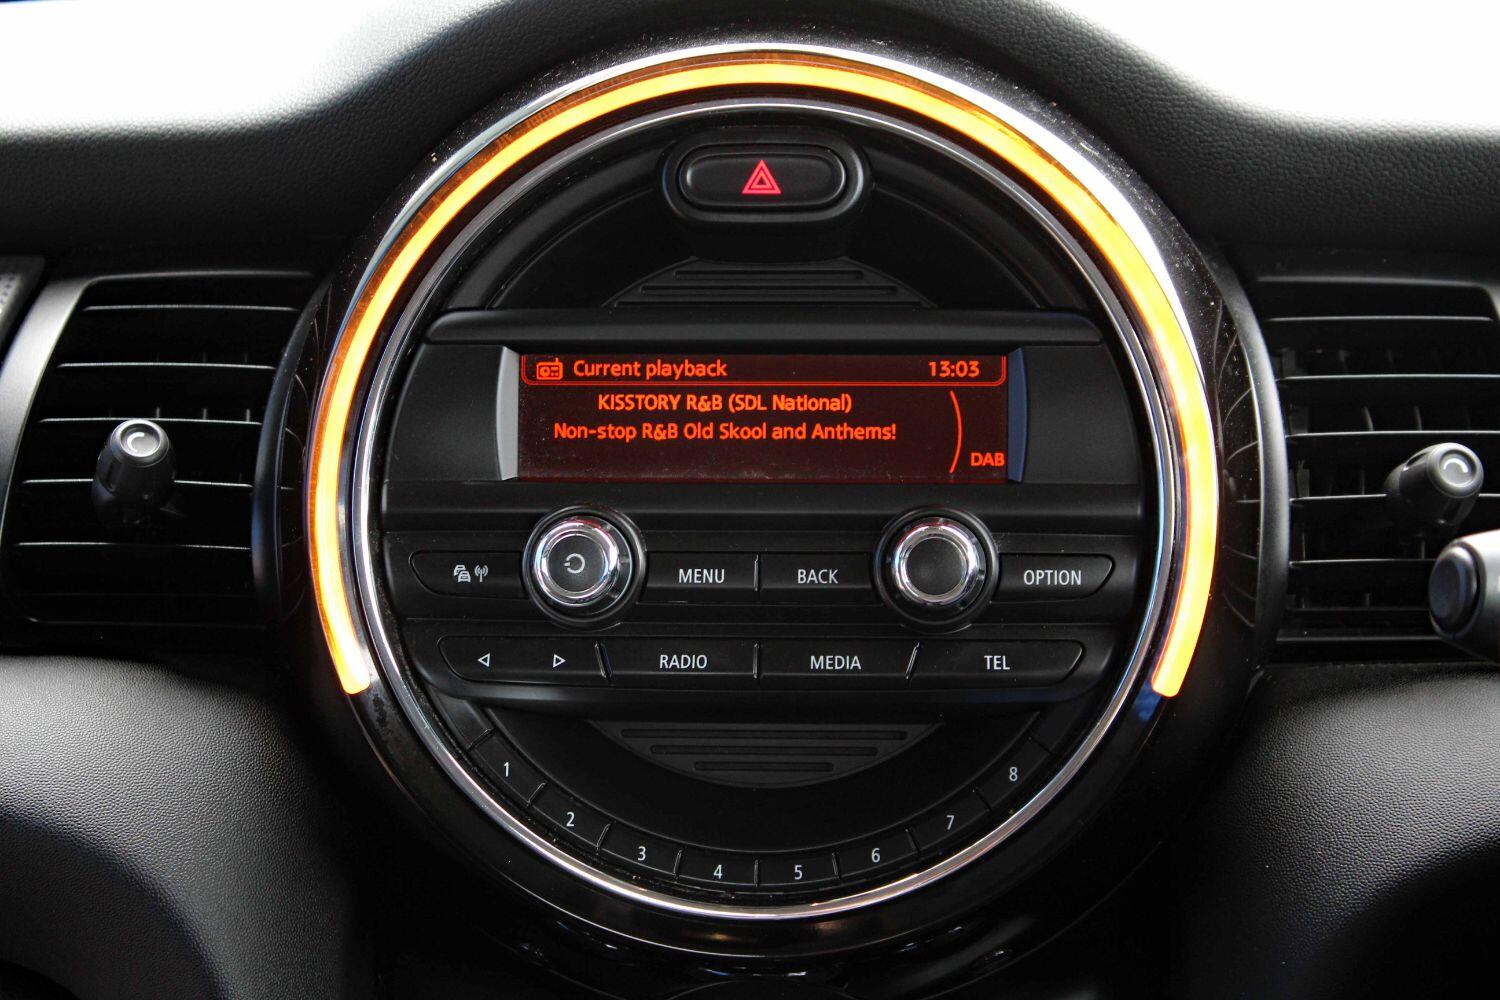 Current playback 13:03
KISSTORY R&B (SDL National)
Non-stop R&B Old Skool and Anthems!
DAB
MENU BACK OPTION
RADIO MEDIA TEL
1 2 3 4 5 6 7 8